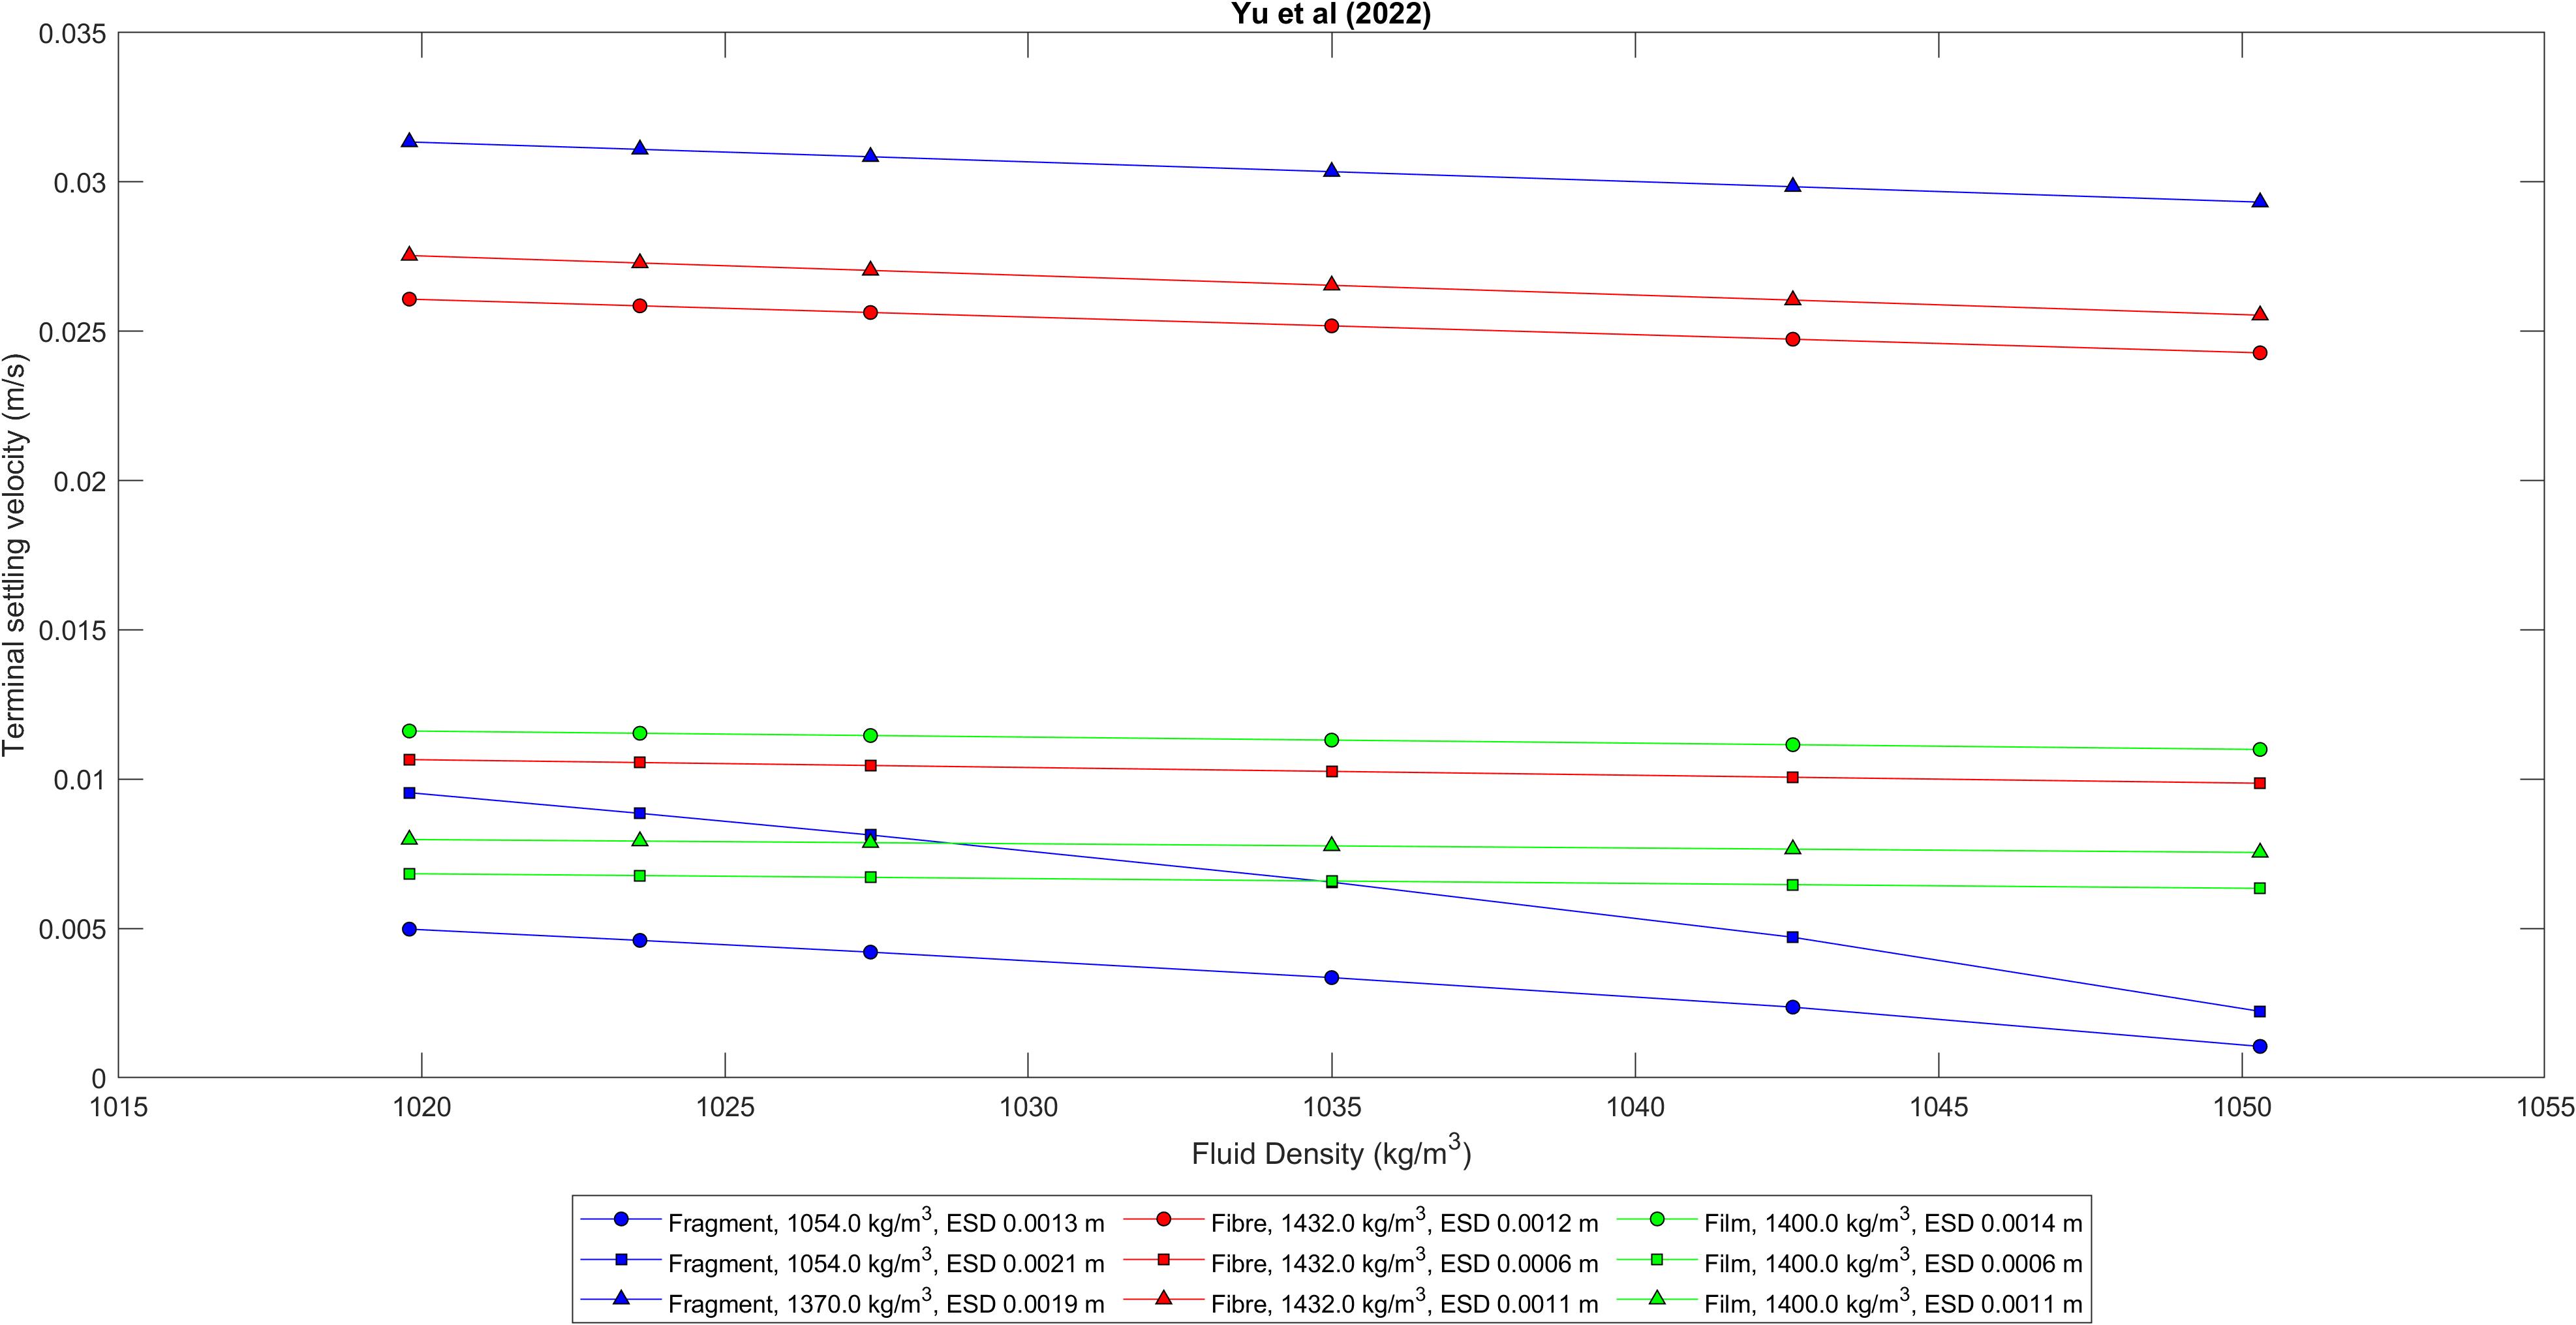 Yu et al (2022)
Terminal settling velocity (m/s)
0.035
0.03
0.025
0.02
0.015
0.01
0.005
0
1015 1020 1025 1030 1035 1040 1045 1050 1055
Fluid Density (kg/m³)
Fragment, 1054.0 kg/m³, ESD 0.0013 m
Fragment, 1054.0 kg/m³, ESD 0.0021 m
Fragment, 1370.0 kg/m³, ESD 0.0019 m
Fibre, 1432.0 kg/m³, ESD 0.0012 m
Fibre, 1432.0 kg/m³, ESD 0.0006 m
Fibre, 1432.0 kg/m³, ESD 0.0011 m
Film, 1400.0 kg/m³, ESD 0.0014 m
Film, 1400.0 kg/m³, ESD 0.0006 m
Film, 1400.0 kg/m³, ESD 0.0011 m